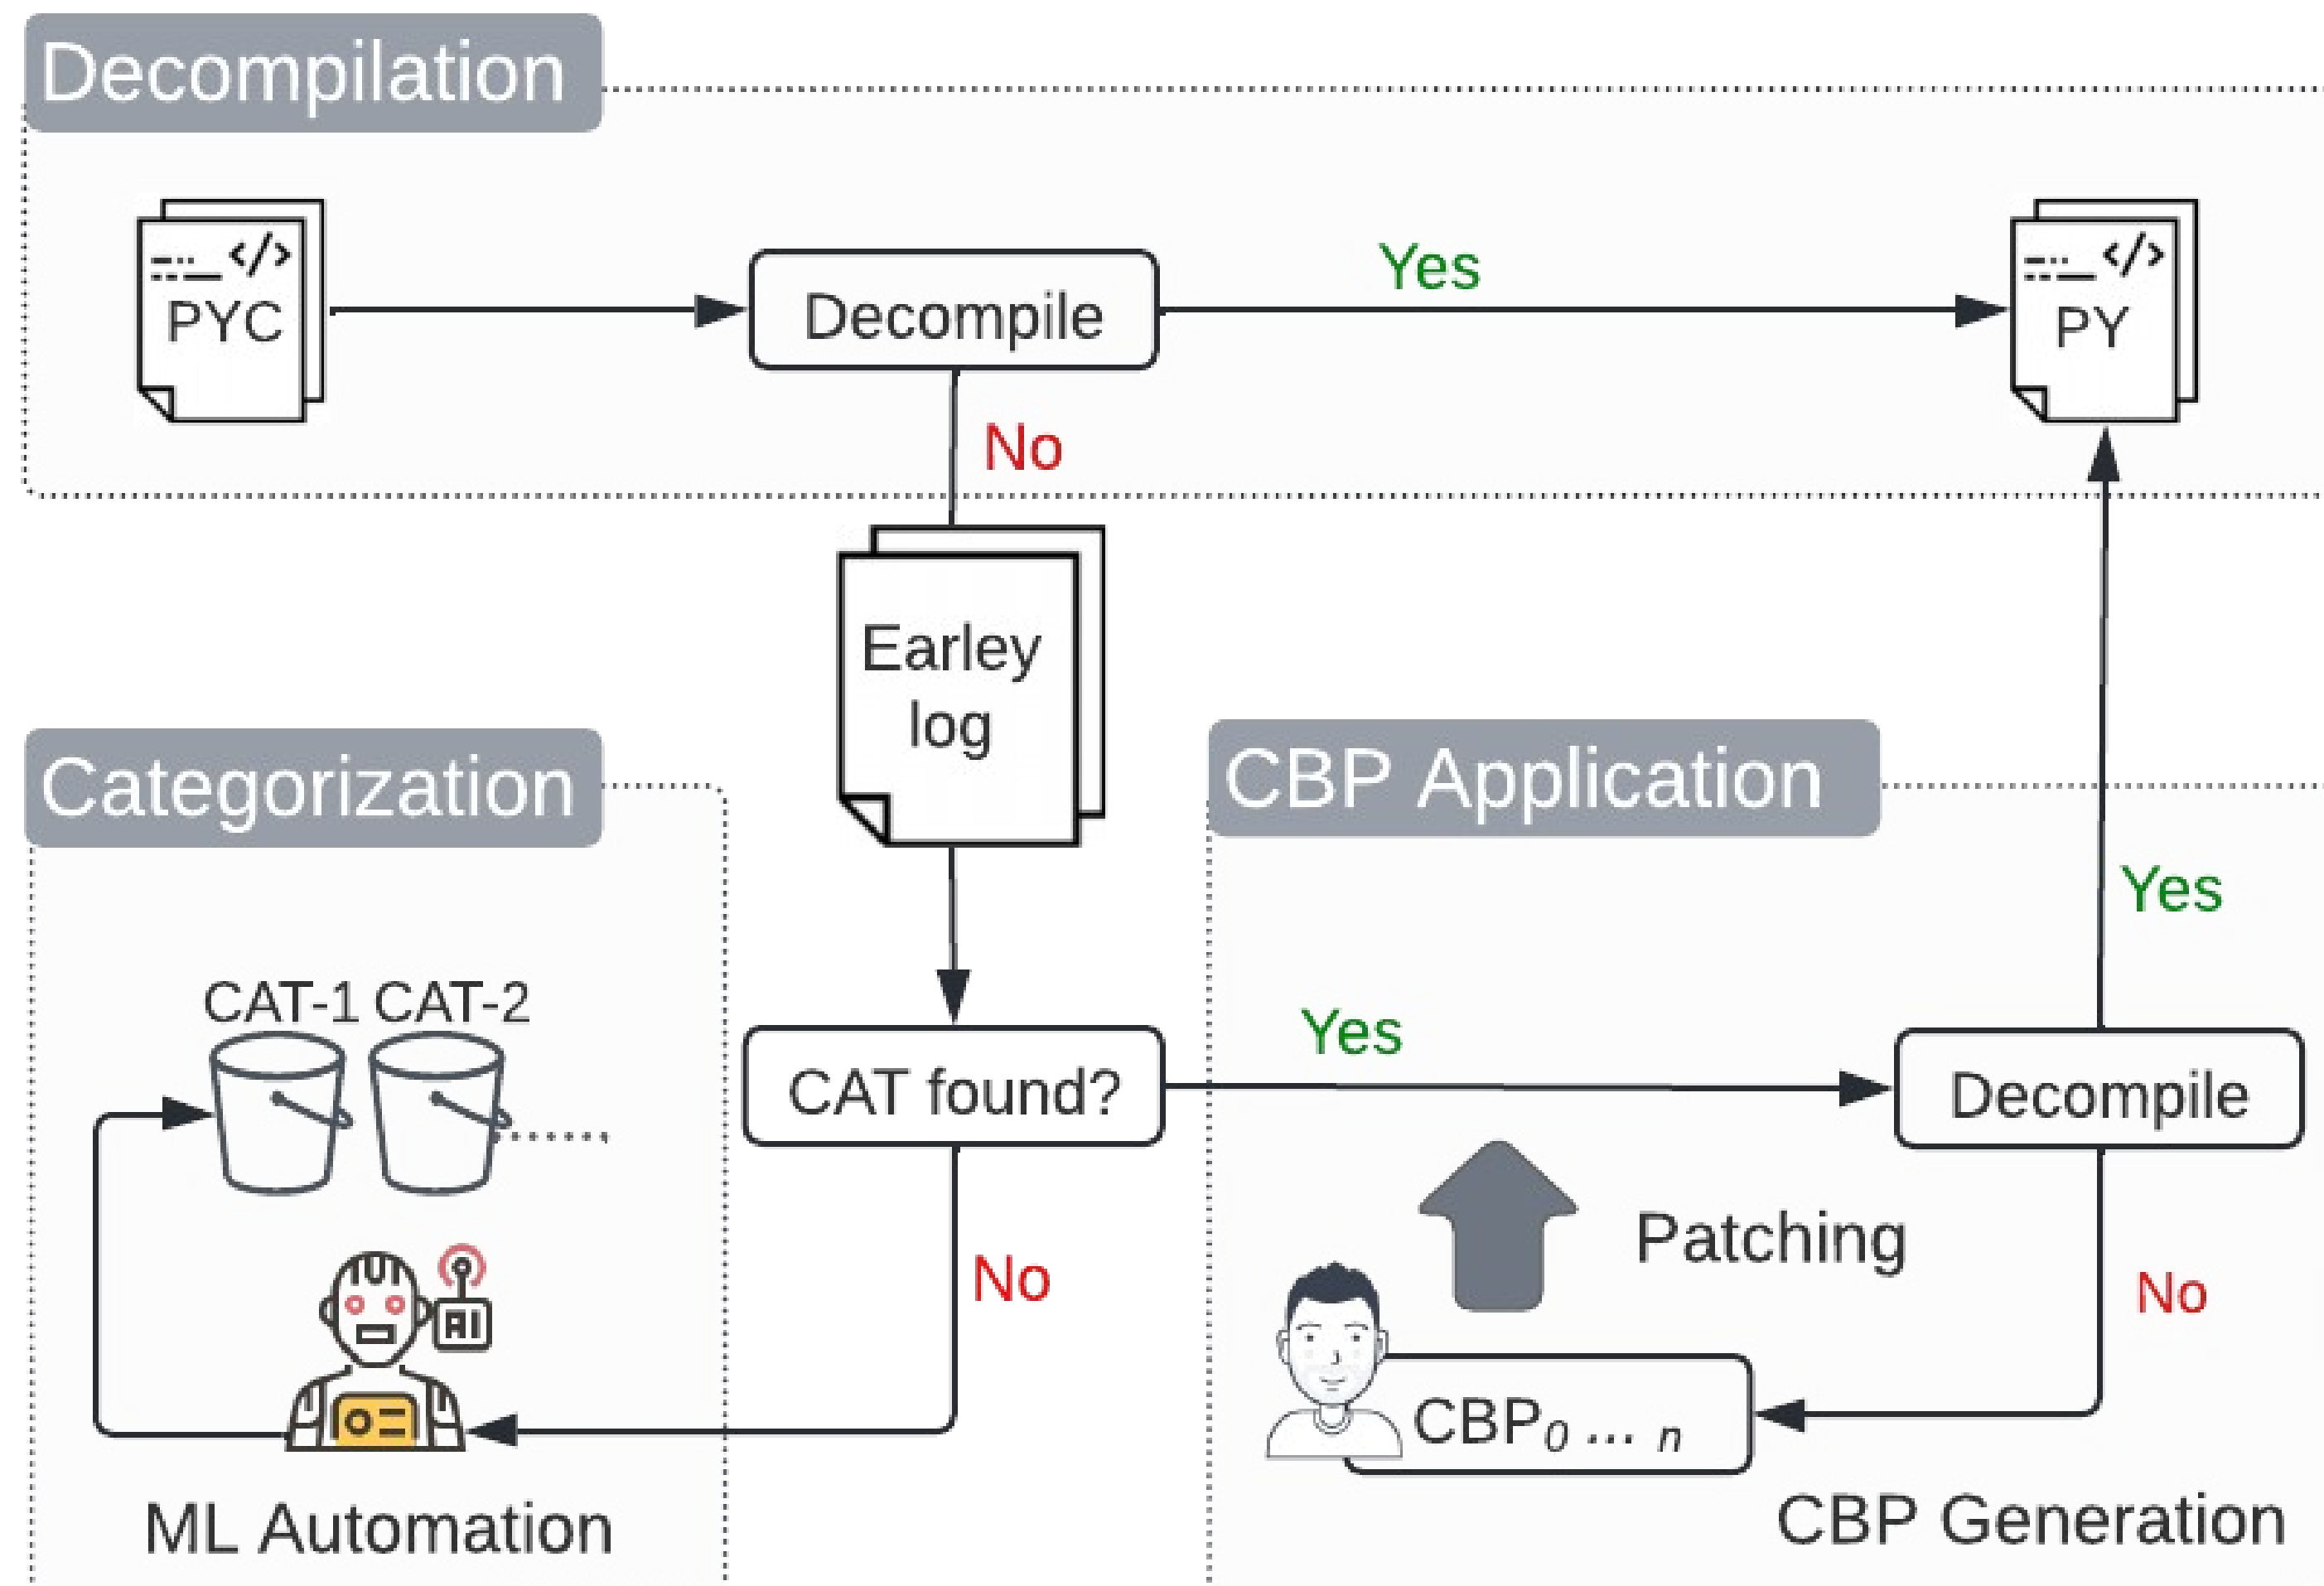 Decompilation
</>
PYC
Decompile
Yes
</>
PY
No
Earley
log
Categorization
CBP Application
Yes
CAT-1 CAT-2
Yes
CAT found?
Decompile
Patching
AI
No
No
CBP0 ... n
ML Automation
CBP Generation